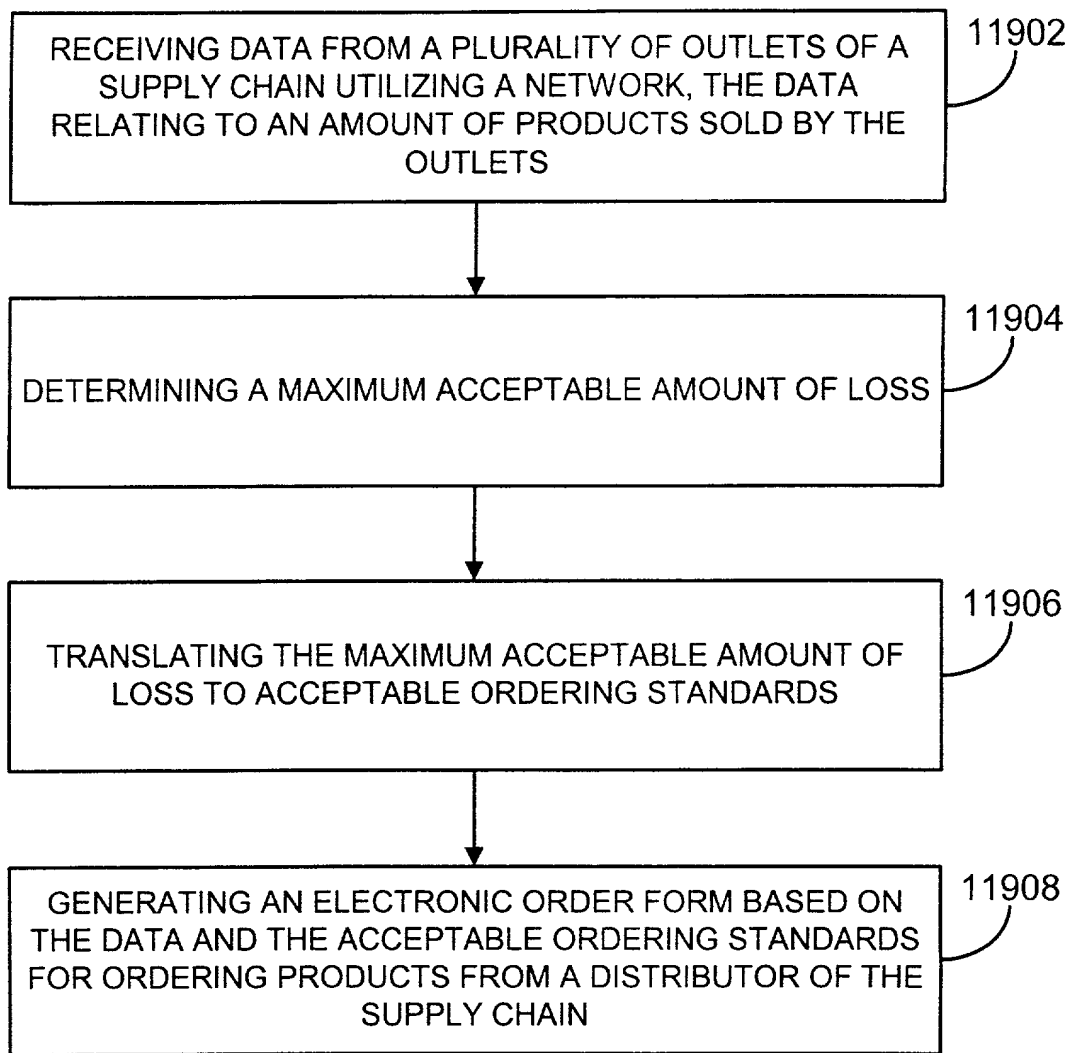 RECEIVING DATA FROM A PLURALITY OF OUTLETS OF A
SUPPLY CHAIN UTILIZING A NETWORK, THE DATA
RELATING TO AN AMOUNT OF PRODUCTS SOLD BY THE
OUTLETS
11902
DETERMINING A MAXIMUM ACCEPTABLE AMOUNT OF LOSS
11904
TRANSLATING THE MAXIMUM ACCEPTABLE AMOUNT OF
LOSS TO ACCEPTABLE ORDERING STANDARDS
11906
GENERATING AN ELECTRONIC ORDER FORM BASED ON
THE DATA AND THE ACCEPTABLE ORDERING STANDARDS
FOR ORDERING PRODUCTS FROM A DISTRIBUTOR OF THE
SUPPLY CHAIN
11908